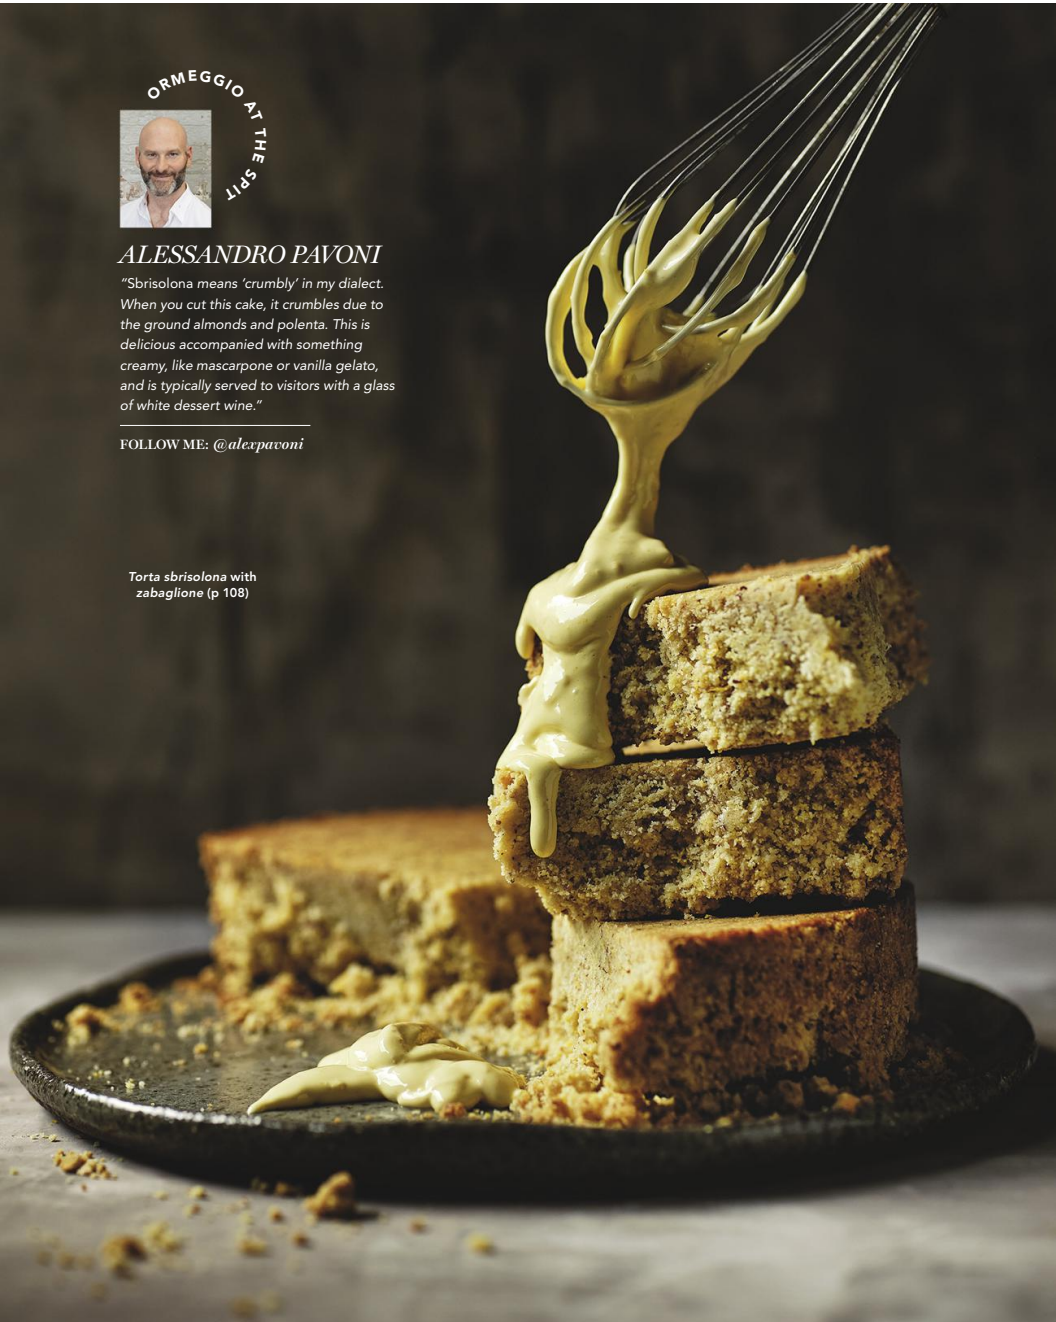 ORMEGGIO AT THE SPIT
ALESSANDRO PAVONI
“Sbrisolona means ‘crumbly’ in my dialect.
When you cut this cake, it crumbles due to
the ground almonds and polenta. This is
delicious accompanied with something
creamy, like mascarpone or vanilla gelato,
and is typically served to visitors with a glass
of white dessert wine.”
FOLLOW ME: @alexpavoni
Torta sbrisolona with
zabaglione (p 108)